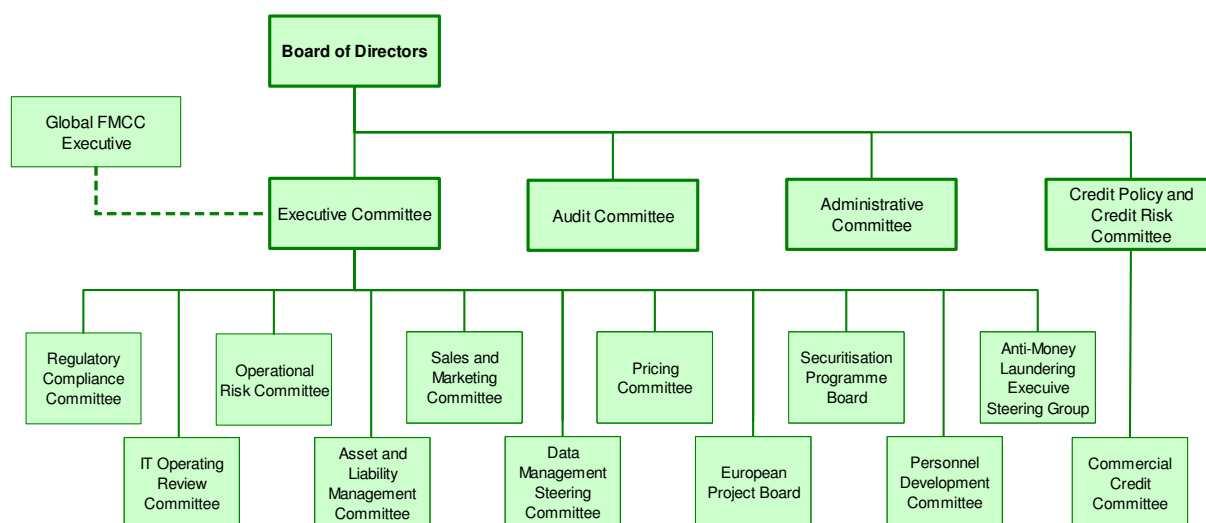 Board of Directors
Global FMCC
Executive
Executive Committee
Audit Committee
Administrative
Committee
Credit Policy and
Credit Risk
Committee
Regulatory
Compliance
Committee
Operational
Risk Committee
Sales and
Marketing
Committee
Pricing
Committee
Securitisation
Programme
Board
Anti-Money
Laundering
Execuive
Steering Group
IT Operating
Review
Committee
Asset and
Liability
Management
Committee
Data
Management
Steering
Committee
European
Project Board
Personnel
Development
Committee
Commercial
Credit
Committee